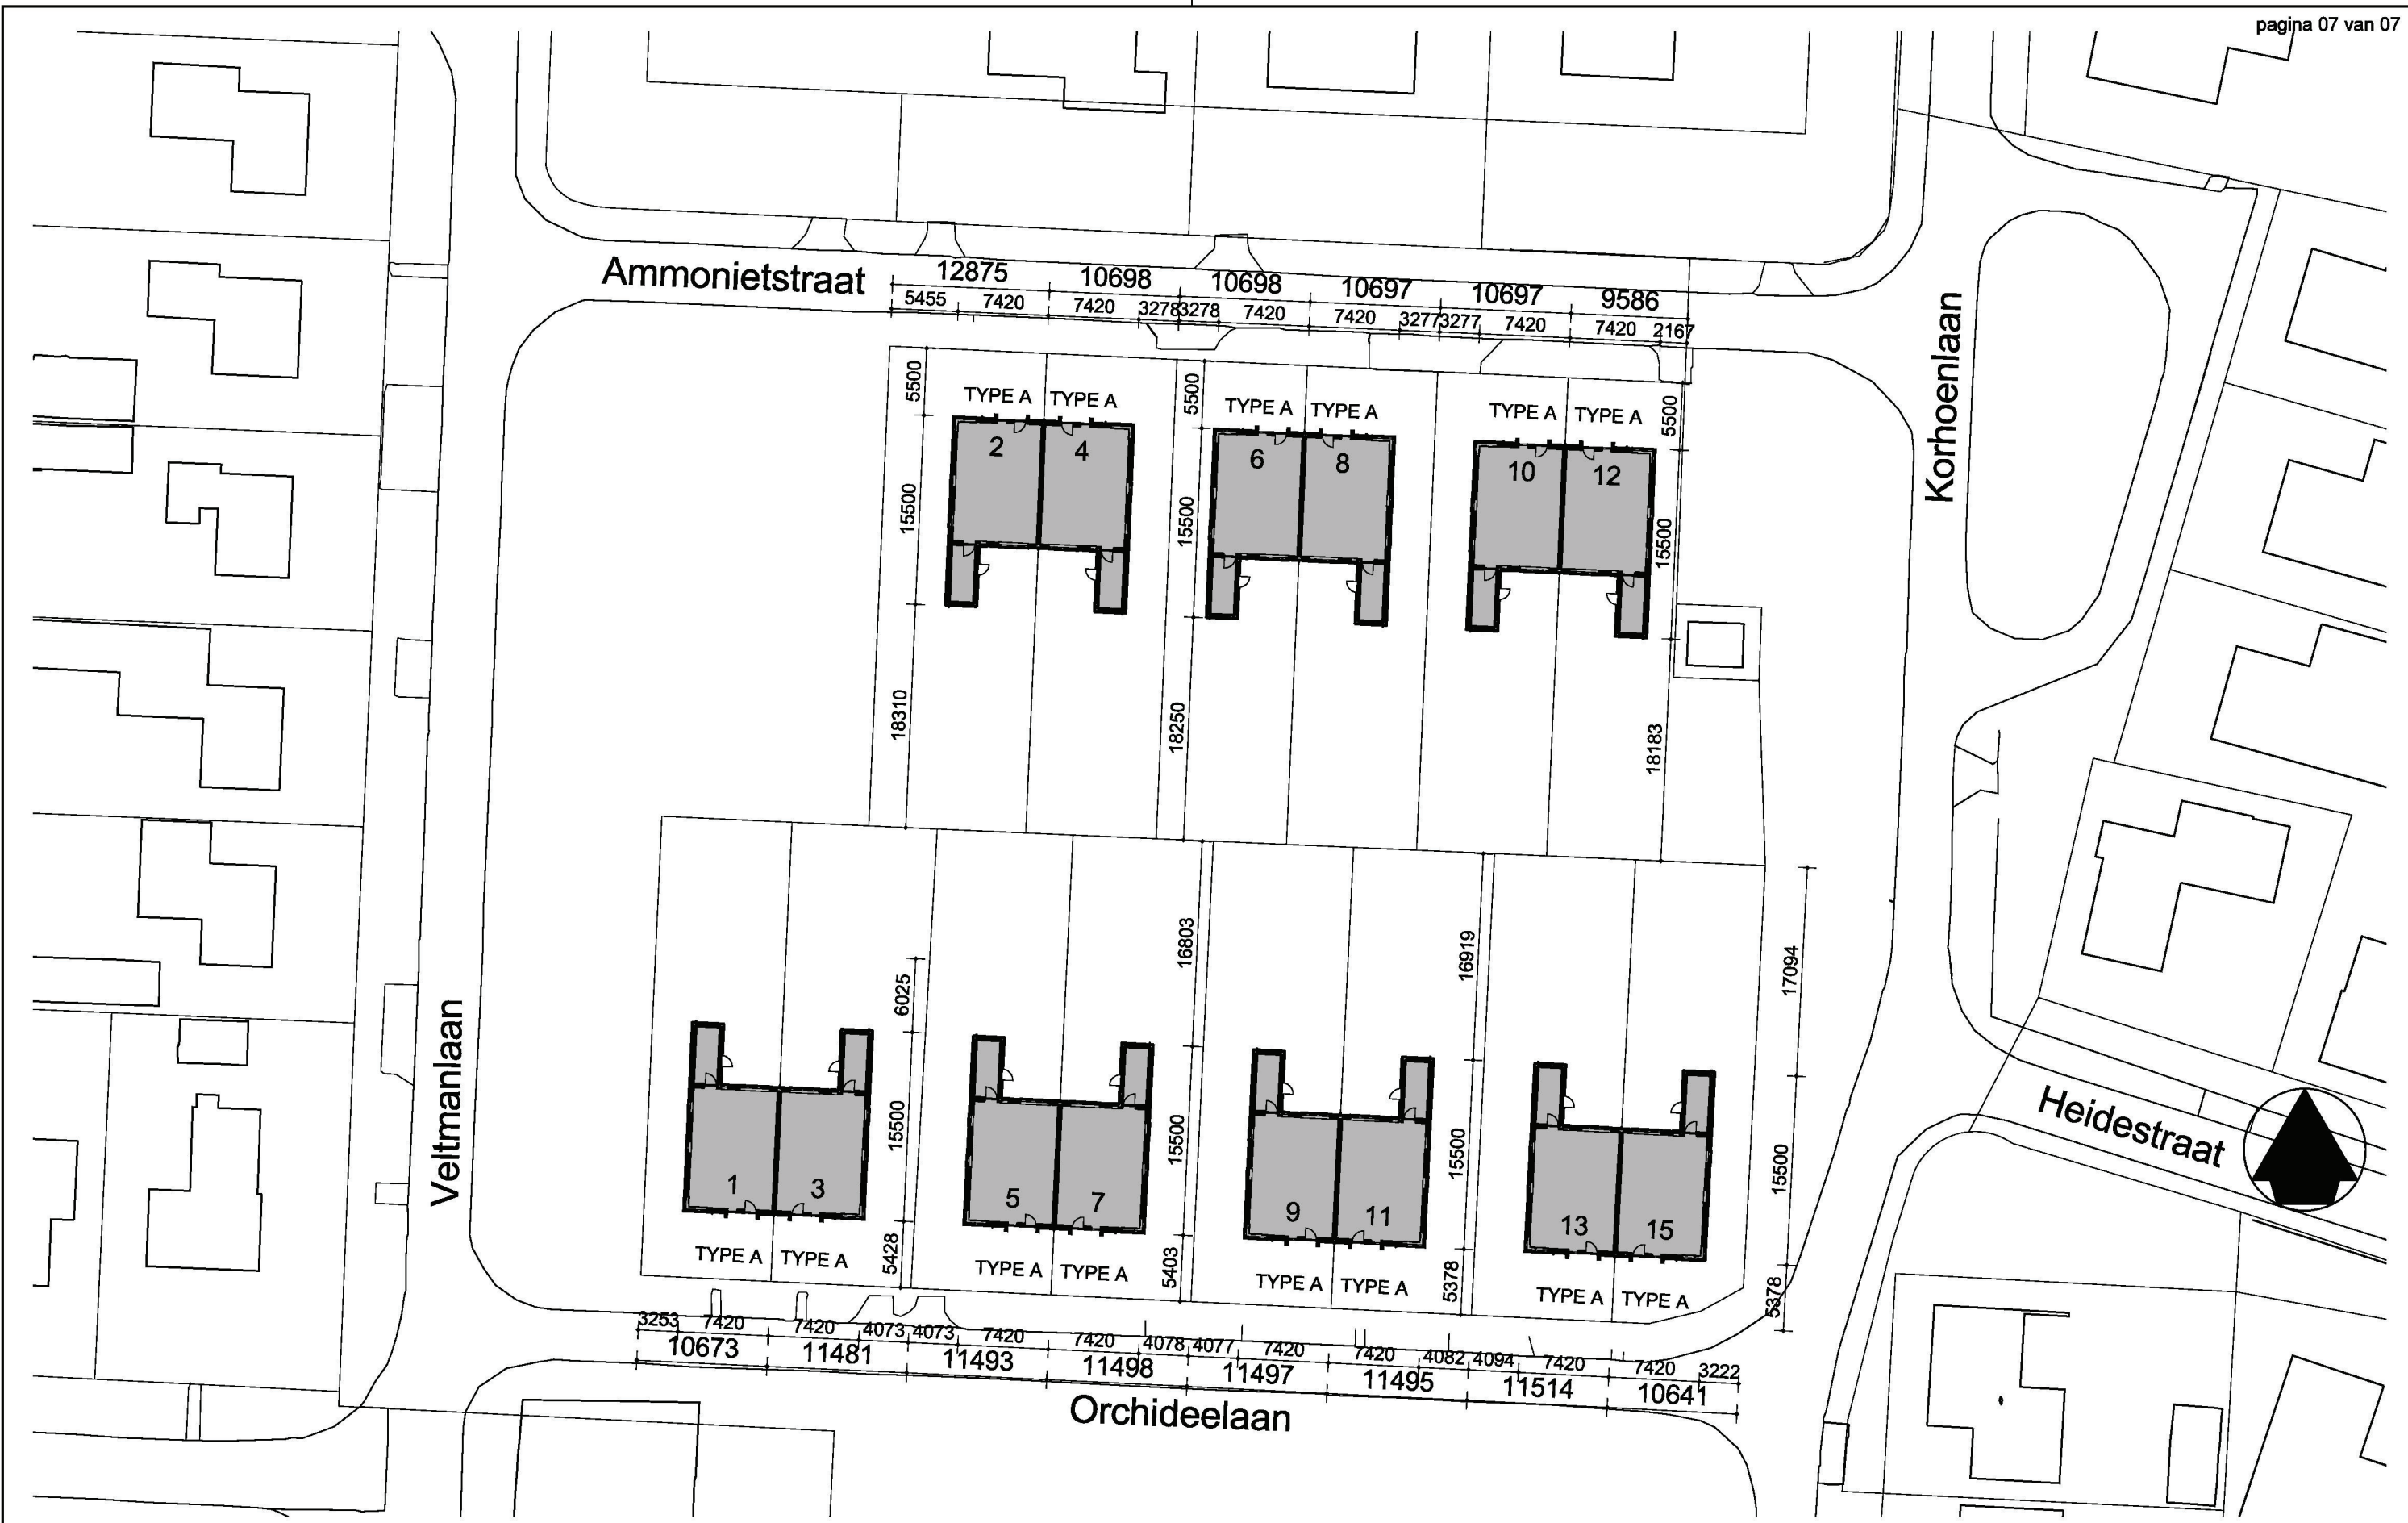 pagina 07 van 07
Ammonietstraat
12875 10698 10698 10697 10697 9586
5455 7420 7420 3278 3278 7420 7420 3277 3277 7420 7420 2167
Korhoenlaan
5500 5500 5500
TYPE A TYPE A TYPE A TYPE A TYPE A TYPE A
2 4 6 8 10 12
15500 15500 15500
18310 18250 18183
16803 16919 17094
6025
Veltmanlaan
Heidestraat
15500 15500 15500 15500
1 3 5 7 9 11 13 15
TYPE A TYPE A TYPE A TYPE A TYPE A TYPE A TYPE A TYPE A
5428 5403 5378 5378
3253 7420 7420 4073 4073 7420 7420 4078 4077 7420 7420 4082 4094 7420 7420 3222
10673 11481 11493 11498 11497 11495 11514 10641
Orchideelaan